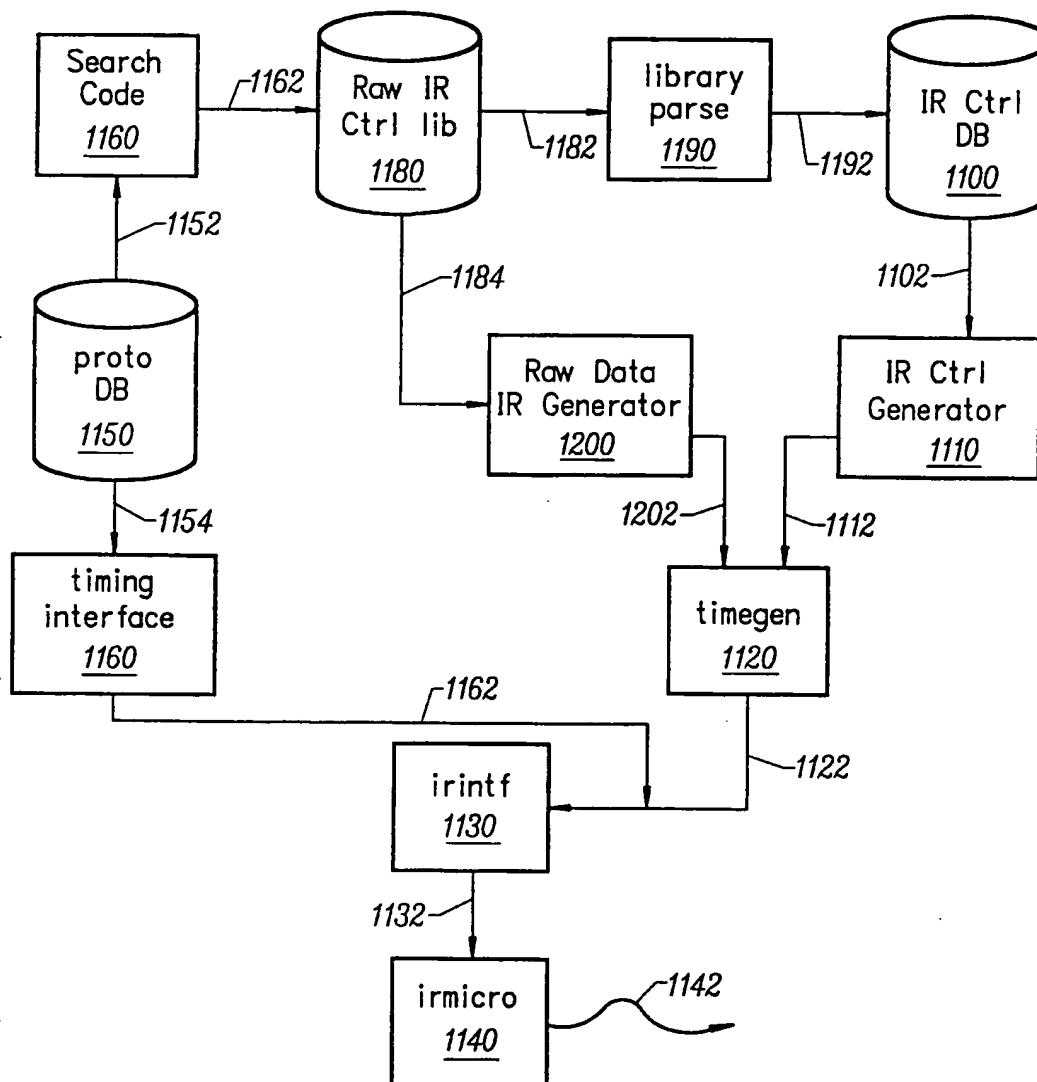 Search
Code
1160
1162
Raw IR
Ctrl lib
1180
1182
library
parse
1190
1192
IR Ctrl
DB
1100
1152
1184
1102
proto
DB
1150
Raw Data
IR Generator
1200
IR Ctrl
Generator
1110
1154
1202
1112
timing
interface
1160
timegen
1120
1162
1122
irintf
1130
1132
irmicro
1140
1142